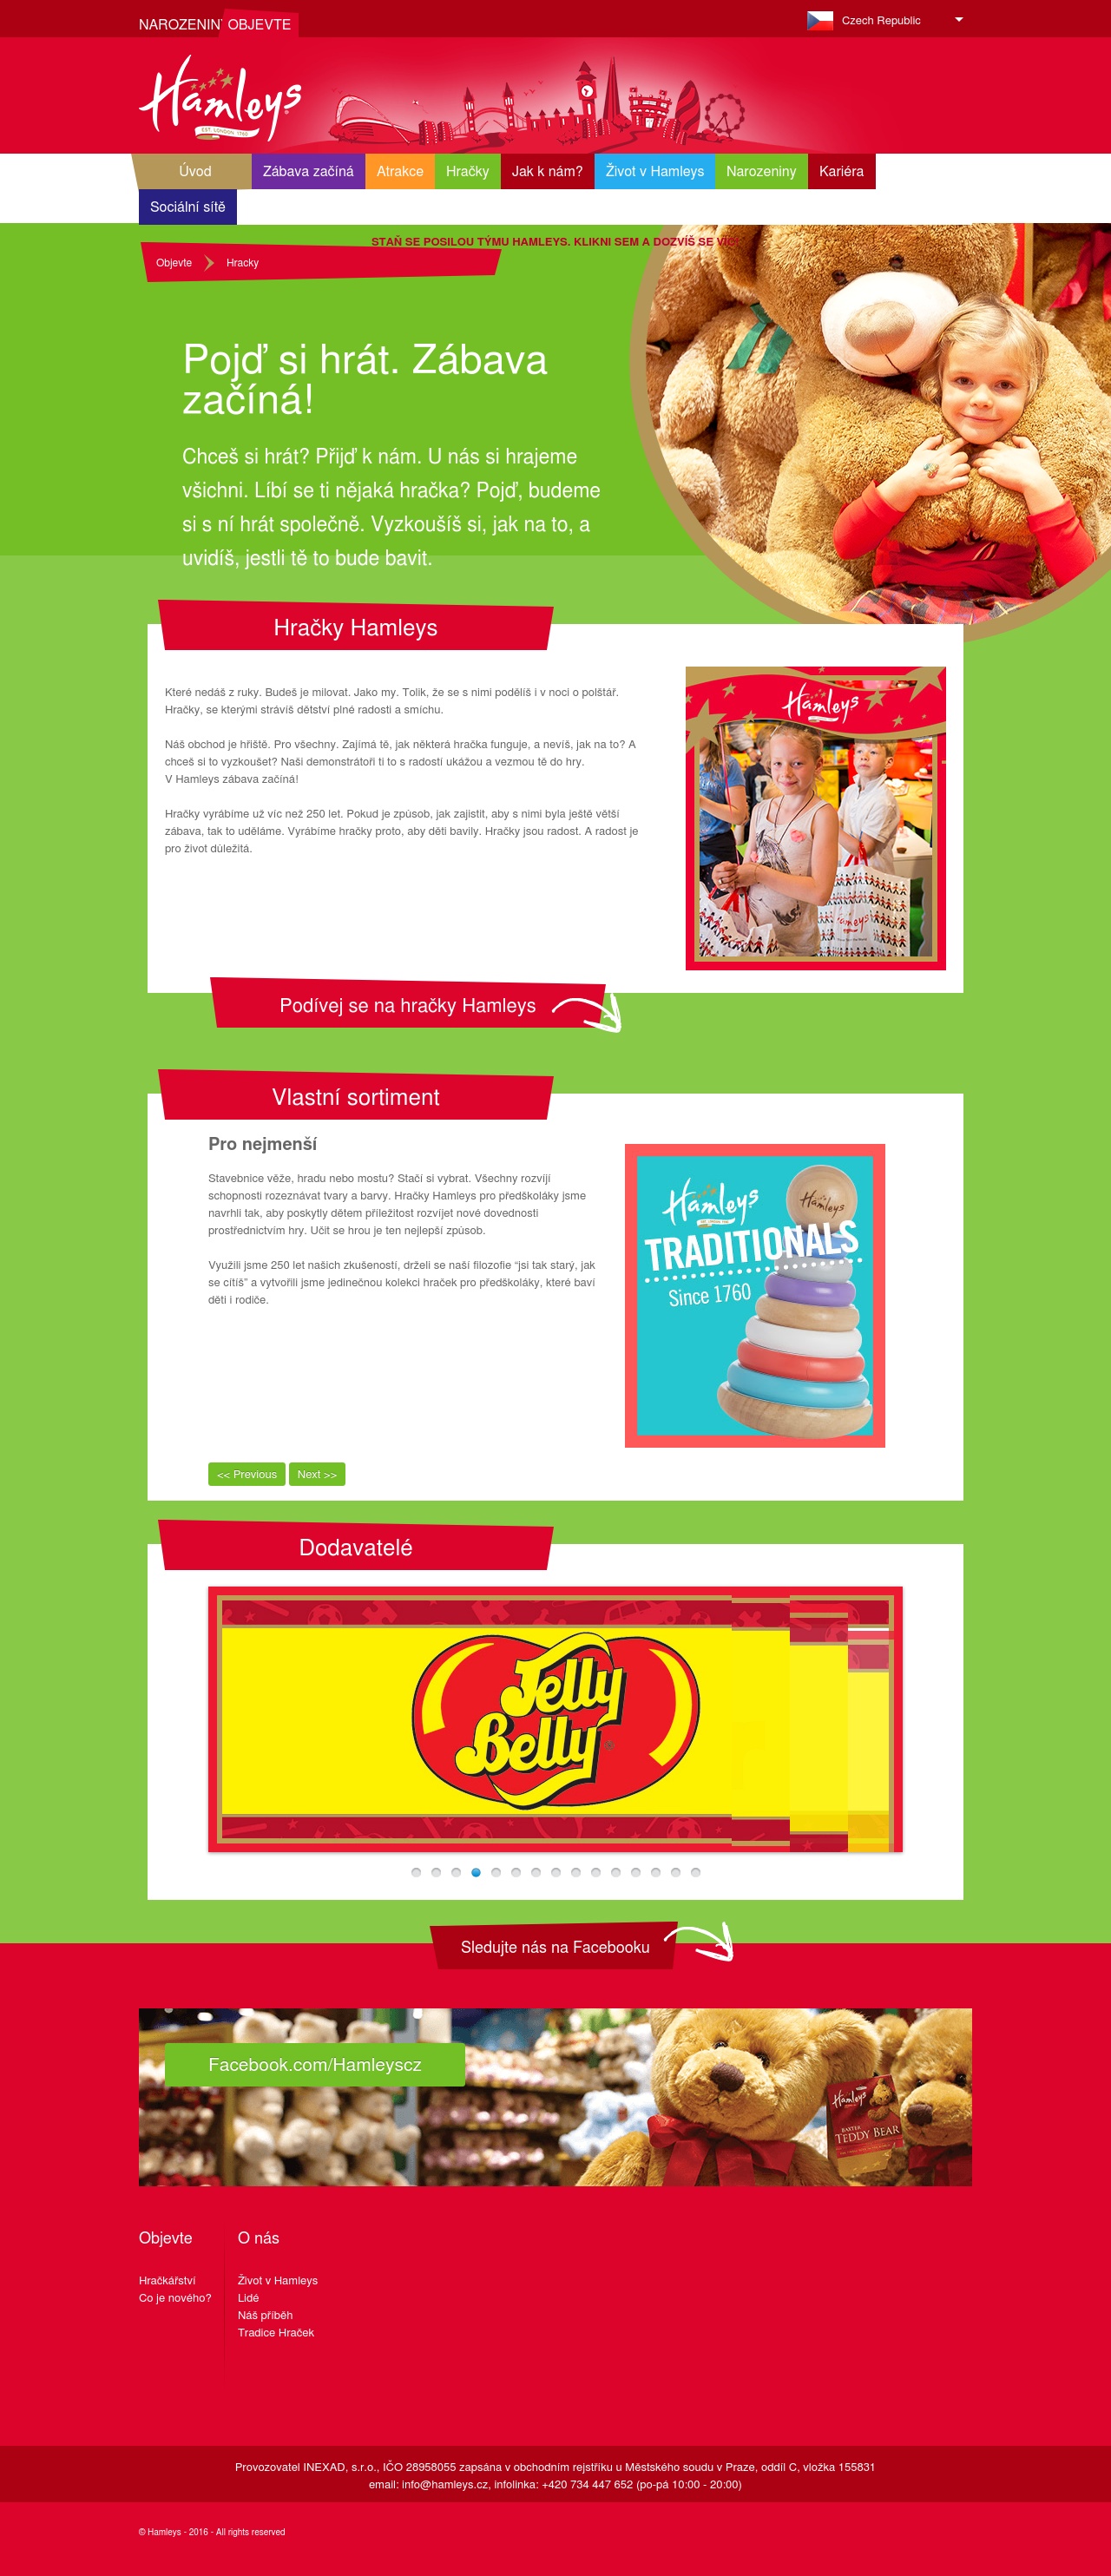 NAROZENIN
OBJEVTE
Czech Republic
Hamleys
EST. LONDON 1760
Úvod
Zábava začíná
Atrakce
Hračky
Jak k nám?
Život v Hamleys
Narozeniny
Kariéra
Sociální sítě
STAŇ SE POSILOU TÝMU HAMLEYS. KLIKNI SEM A DOZVÍŠ SE VÍC!
Objevte
Hracky
Pojď si hrát. Zábava
začíná!
Chceš si hrát? Přijď k nám. U nás si hrajeme
všichni. Líbí se ti nějaká hračka? Pojď, budeme
si s ní hrát společně. Vyzkoušíš si, jak na to, a
uvidíš, jestli tě to bude bavit.
Hračky Hamleys
Které nedáš z ruky. Budeš je milovat. Jako my. Tolik, že se s nimi podělíš i v noci o polštář.
Hračky, se kterými strávíš dětství plné radosti a smíchu.
Náš obchod je hřiště. Pro všechny. Zajímá tě, jak některá hračka funguje, a nevíš, jak na to? A
chceš si to vyzkoušet? Naši demonstrátoři ti to s radostí ukážou a vezmou tě do hry.
V Hamleys zábava začíná!
Hračky vyrábíme už víc než 250 let. Pokud je způsob, jak zajistit, aby s nimi byla ještě větší
zábava, tak to uděláme. Vyrábíme hračky proto, aby děti bavily. Hračky jsou radost. A radost je
pro život důležitá.
Hamleys
Hamleys
Podívej se na hračky Hamleys
Vlastní sortiment
Pro nejmenší
Stavebnice věže, hradu nebo mostu? Stačí si vybrat. Všechny rozvíjí
schopnosti rozeznávat tvary a barvy. Hračky Hamleys pro předškoláky jsme
navrhli tak, aby poskytly dětem příležitost rozvíjet nové dovednosti
prostřednictvím hry. Učit se hrou je ten nejlepší způsob.
Využili jsme 250 let našich zkušeností, drželi se naší filozofie “jsi tak starý, jak
se cítíš” a vytvořili jsme jedinečnou kolekci hraček pro předškoláky, které baví
děti i rodiče.
Hamleys
Hamleys
TRADITIONALS
Since 1760
<< Previous
Next >>
Dodavatelé
Jelly
Belly
Sledujte nás na Facebooku
Facebook.com/Hamleyscz
Hamleys
BAXTER
TEDDY BEAR
Objevte
Hračkářství
Co je nového?
O nás
Život v Hamleys
Lidé
Náš příběh
Tradice Hraček
Provozovatel INEXAD, s.r.o., IČO 28958055 zapsána v obchodním rejstříku u Městského soudu v Praze, oddíl C, vložka 155831
email: info@hamleys.cz, infolinka: +420 734 447 652 (po-pá 10:00 - 20:00)
© Hamleys - 2016 - All rights reserved